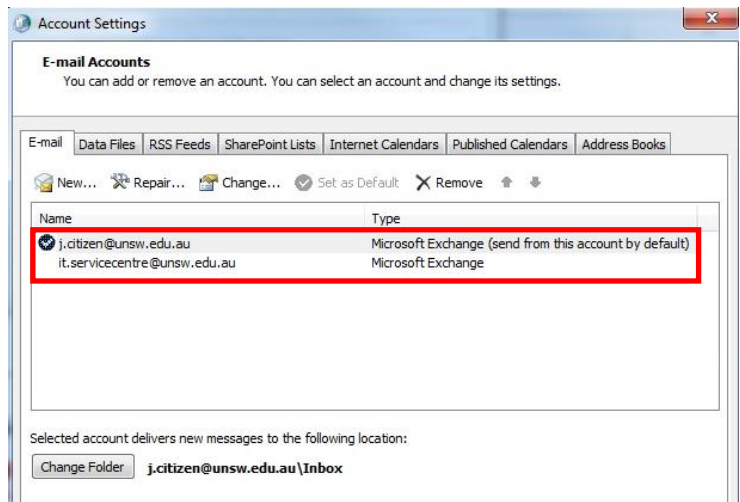 Account Settings
E-mail Accounts
You can add or remove an account. You can select an account and change its settings.
E-mail Data Files RSS Feeds SharePoint Lists Internet Calendars Published Calendars Address Books
New... Repair... Change... Set as Default Remove
Name Type
j.citizen@unsw.edu.au Microsoft Exchange (send from this account by default)
it.servicecentre@unsw.edu.au Microsoft Exchange
Selected account delivers new messages to the following location:
Change Folder j.citizen@unsw.edu.au\Inbox